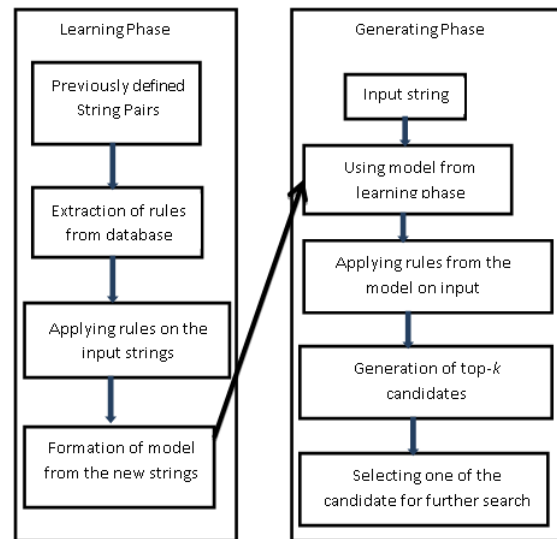 Learning Phase
Previously defined
String Pairs
Extraction of rules
from database
Applying rules on the
input strings
Formation of model
from the new strings
Generating Phase
Input string
Using model from
learning phase
Applying rules from the
model on input
Generation of top-k
candidates
Selecting one of the
candidate for further search